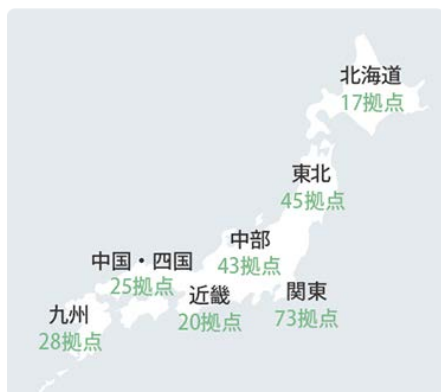 北海道
17拠点
東北
45拠点
中部
43拠点
中国・四国
25拠点
近畿
20拠点
関東
73拠点
九州
28拠点